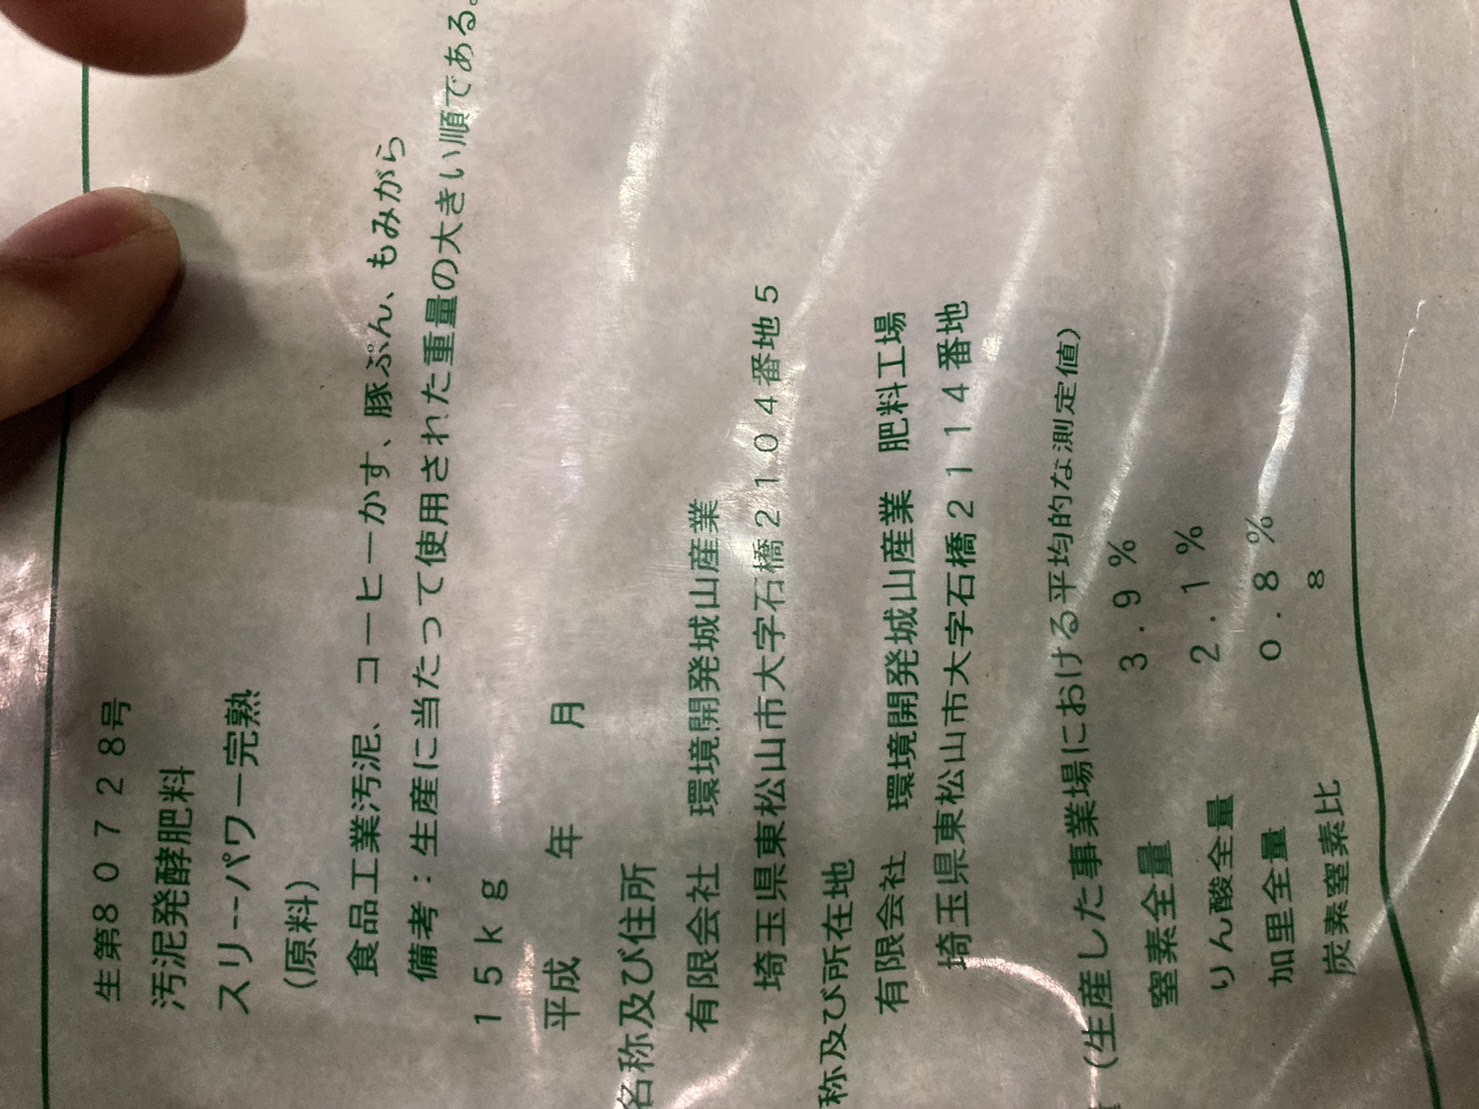 生第80728号
汚泥発酵肥料
スリーパワー完熟
(原料)
食品工業汚泥、コーヒーかす、豚ぷん、もみがら
備考:生産に当たって使用された重量の大きい順である。
15kg
平成 年 月
名称及び住所
有限会社 環境開発城山産業
埼玉県東松山市大字石橋2104番地5
称及び所在地
有限会社 環境開発城山産業 肥料工場
埼玉県東松山市大字石橋2114番地
(生産した事業場における平均的な測定値)
窒素全量 3.9%
りん酸全量 2.1%
加里全量 0.8%
炭素窒素比 8